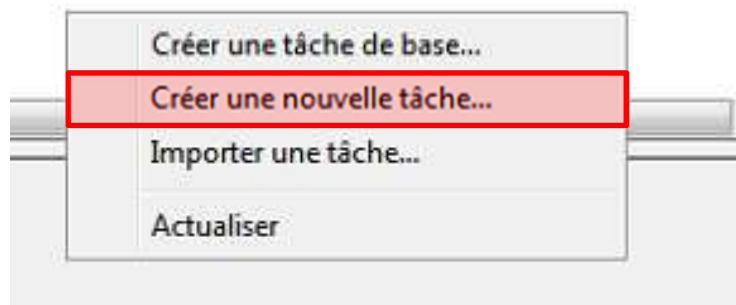 Créer une tâche de base...
Créer une nouvelle tâche...
Importer une tâche...
Actualiser